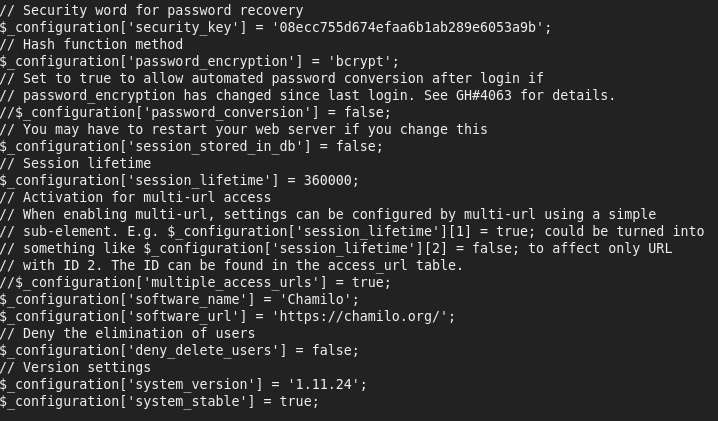 // Security word for password recovery
$_configuration['security_key'] = '08ecc755d674efaa6b1ab289e6053a9b';
// Hash function method
$_configuration['password_encryption'] = 'bcrypt';
// Set to true to allow automated password conversion after login if
// password_encryption has changed since last login. See GH#4063 for details.
//$_configuration['password_conversion'] = false;
// You may have to restart your web server if you change this
$_configuration['session_stored_in_db'] = false;
// Session lifetime
$_configuration['session_lifetime'] = 360000;
// Activation for multi-url access
// When enabling multi-url, settings can be configured by multi-url using a simple
// sub-element. E.g. $_configuration['session_lifetime'][1] = true; could be turned into
// something like $_configuration['session_lifetime'][2] = false; to affect only URL
// with ID 2. The ID can be found in the access_url table.
//$_configuration['multiple_access_urls'] = true;
$_configuration['software_name'] = 'Chamilo';
$_configuration['software_url'] = 'https://chamilo.org/';
// Deny the elimination of users
$_configuration['deny_delete_users'] = false;
// Version settings
$_configuration['system_version'] = '1.11.24';
$_configuration['system_stable'] = true;